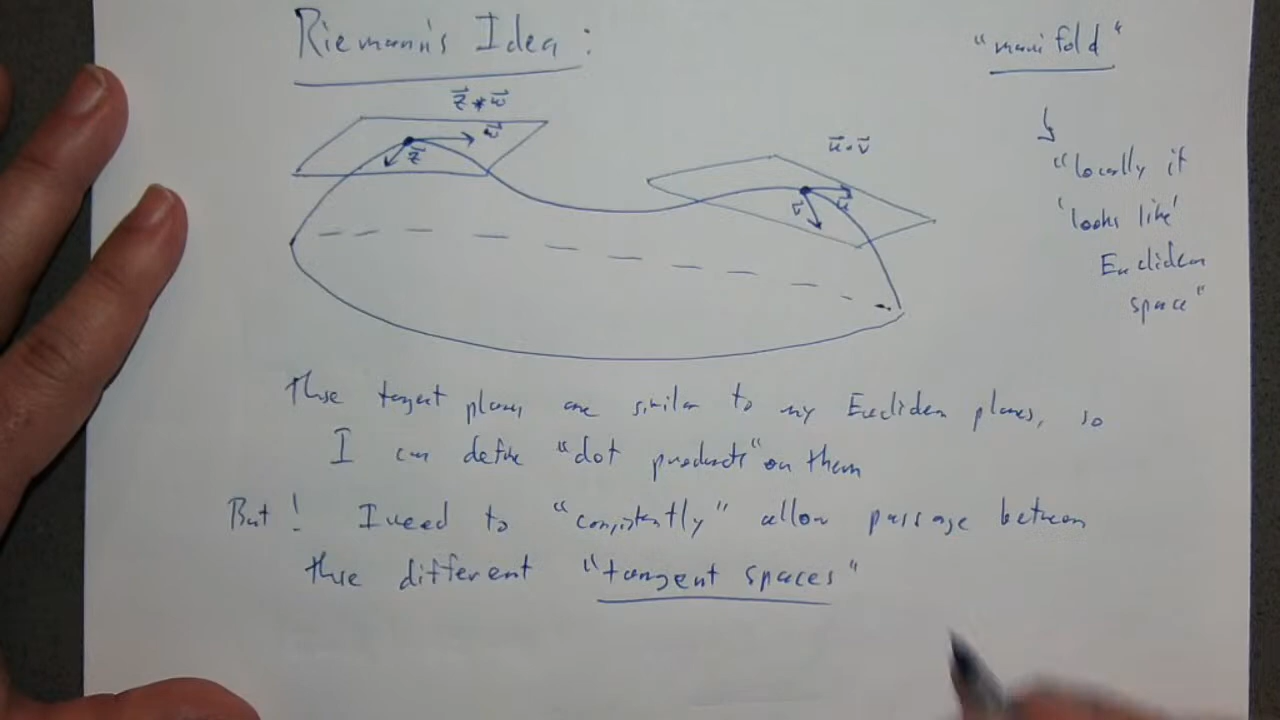 Riemann's Idea:
"manifold"
z⃗ * w⃗
w⃗
z⃗
u⃗ · v⃗
u⃗
v⃗
"locally it
'looks like'
Euclidean
space"
These tangent planes are similar to my Euclidean planes, so
I can define "dot products" on them
But! I need to "consistently" allow passage between
these different "tangent spaces"